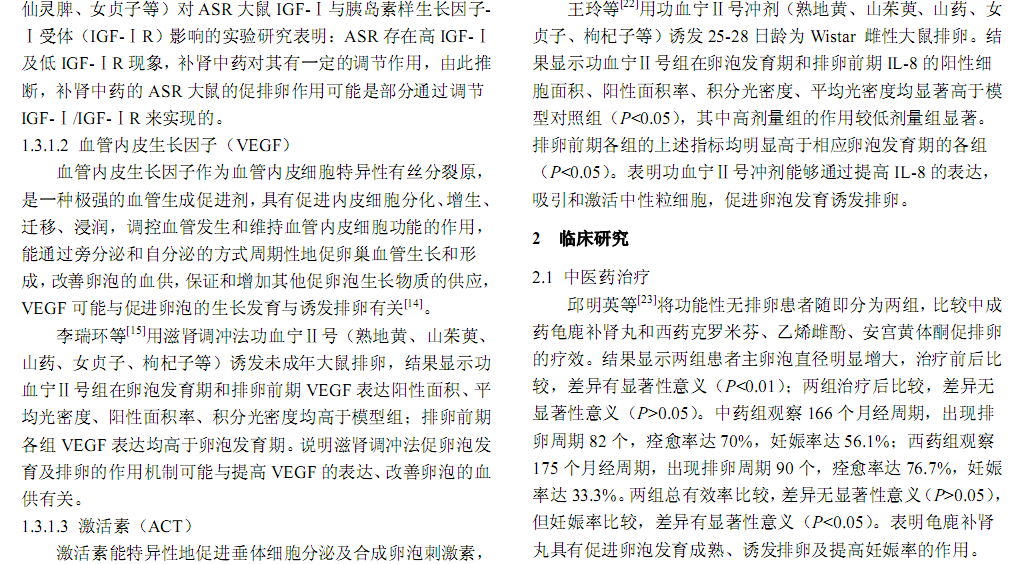 仙灵脾、女贞子等）对 ASR 大鼠 IGF-Ⅰ与胰岛素样生长因子-
Ⅰ受体（IGF-ⅠR）影响的实验研究表明：ASR 存在高 IGF-Ⅰ
及低 IGF-ⅠR 现象，补肾中药对其有一定的调节作用，由此推
断，补肾中药的 ASR 大鼠的促排卵作用可能是部分通过调节
IGF-Ⅰ/IGF-ⅠR 来实现的。
1.3.1.2 血管内皮生长因子（VEGF）
血管内皮生长因子作为血管内皮细胞特异性有丝分裂原，
是一种极强的血管生成促进剂，具有促进内皮细胞分化、增生、
迁移、浸润，调控血管发生和维持血管内皮细胞功能的作用，
能通过旁分泌和自分泌的方式周期性地促卵巢血管生长和形
成，改善卵泡的血供，保证和增加其他促卵泡生长物质的供应，
VEGF 可能与促进卵泡的生长发育与诱发排卵有关[14]。
李瑞环等[15]用滋肾调冲法功血宁Ⅱ号（熟地黄、山茱萸、
山药、女贞子、枸杞子等）诱发未成年大鼠排卵，结果显示功
血宁Ⅱ号组在卵泡发育期和排卵前期 VEGF 表达阳性面积、平
均光密度、阳性面积率、积分光密度均高于模型组；排卵前期
各组 VEGF 表达均高于卵泡发育期。说明滋肾调冲法促卵泡发
育及排卵的作用机制可能与提高 VEGF 的表达、改善卵泡的血
供有关。
1.3.1.3 激活素（ACT）
激活素能特异性地促进垂体细胞分泌及合成卵泡刺激素，
王玲等[22]用功血宁Ⅱ号冲剂（熟地黄、山茱萸、山药、女
贞子、枸杞子等）诱发 25-28 日龄为 Wistar 雌性大鼠排卵。结
果显示功血宁Ⅱ号组在卵泡发育期和排卵前期 IL-8 的阳性细
胞面积、阳性面积率、积分光密度、平均光密度均显著高于模
型对照组（P<0.05），其中高剂量组的作用较低剂量组显著。
排卵前期各组的上述指标均明显高于相应卵泡发育期的各组
（P<0.05）。表明功血宁Ⅱ号冲剂能够通过提高 IL-8 的表达，
吸引和激活中性粒细胞，促进卵泡发育诱发排卵。
2 临床研究
2.1 中医药治疗
邱明英等[23]将功能性无排卵患者随即分为两组，比较中成
药龟鹿补肾丸和西药克罗米芬、乙烯雌酚、安宫黄体酮促排卵
的疗效。结果显示两组患者主卵泡直径明显增大，治疗前后比
较，差异有显著性意义（P<0.01）；两组治疗后比较，差异无
显著性意义（P>0.05）。中药组观察 166 个月经周期，出现排
卵周期 82 个，痊愈率达 70%，妊娠率达 56.1%；西药组观察
175 个月经周期，出现排卵周期 90 个，痊愈率达 76.7%，妊娠
率达 33.3%。两组总有效率比较，差异无显著性意义（P>0.05），
但妊娠率比较，差异有显著性意义（P<0.05）。表明龟鹿补肾
丸具有促进卵泡发育成熟、诱发排卵及提高妊娠率的作用。